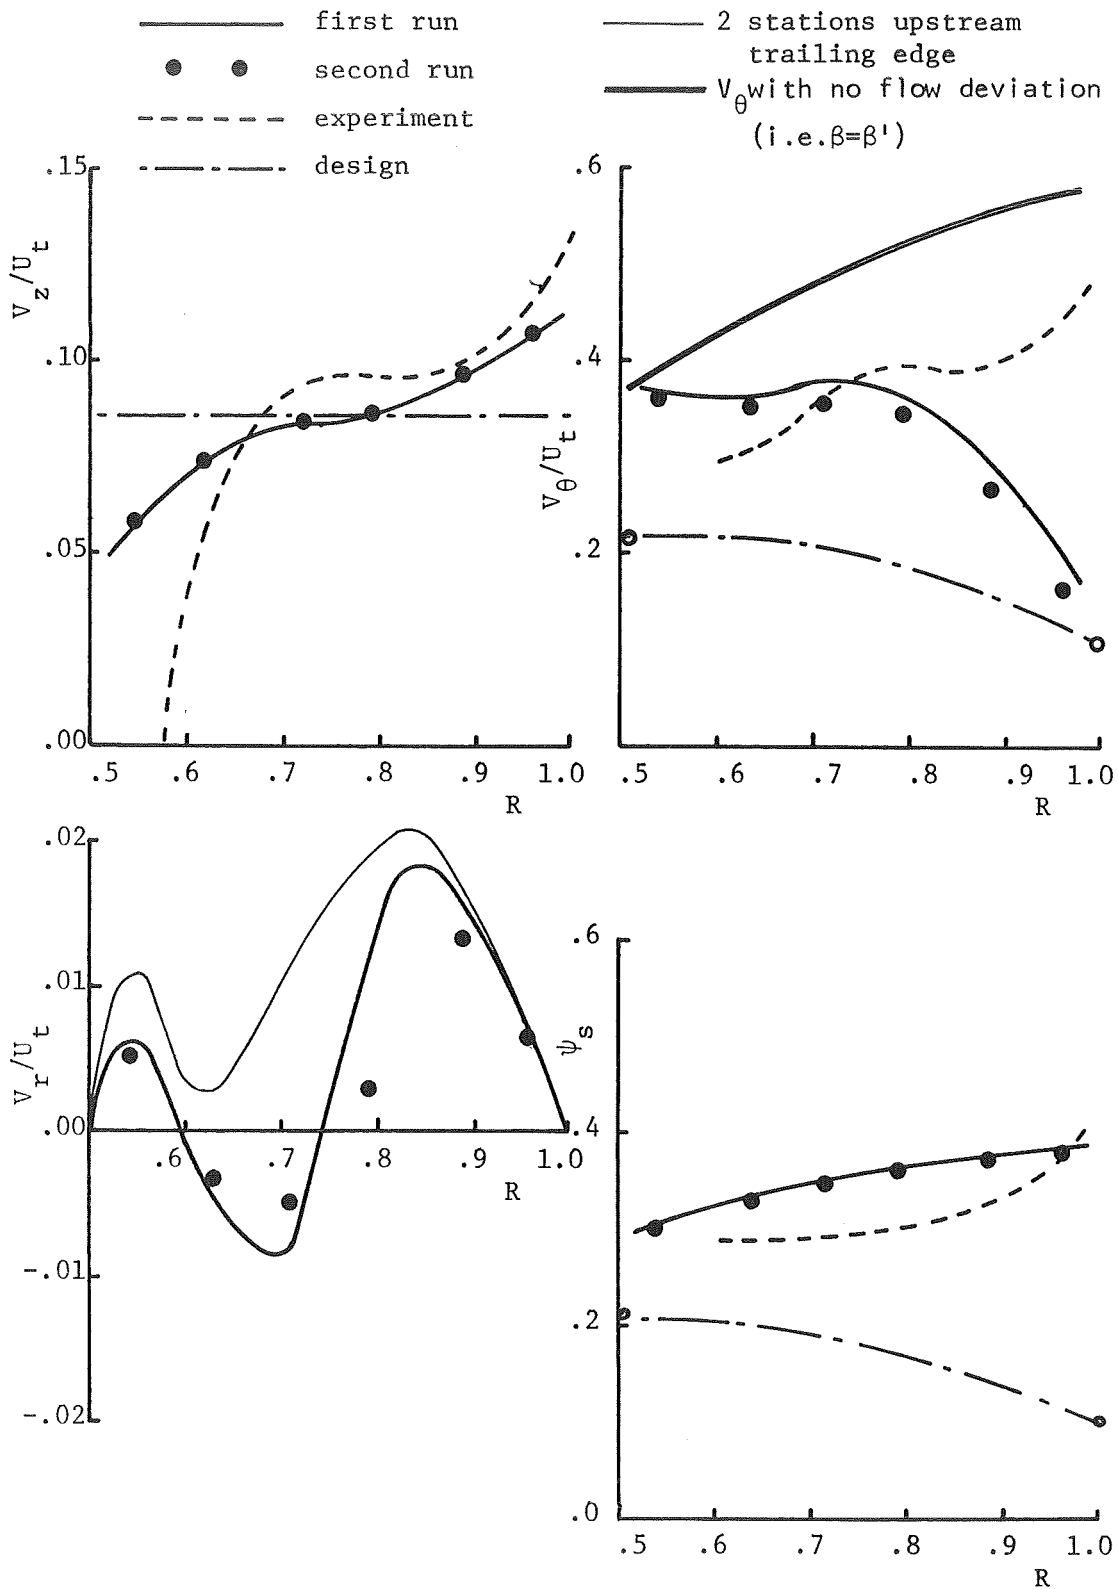 first run
second run
experiment
design
2 stations upstream
trailing edge
Vθ with no flow deviation
(i.e.β=β')
.15
.10
.05
.00
Vz/Ut
.5 .6 .7 .8 .9 1.0
R
.6
.4
.2
Vθ/Ut
.5 .6 .7 .8 .9 1.0
R
.02
.01
.00
-.01
-.02
Vr/Ut
.6 .7 .8 .9 1.0
R
.6
.4
.2
.0
ψs
.5 .6 .7 .8 .9 1.0
R